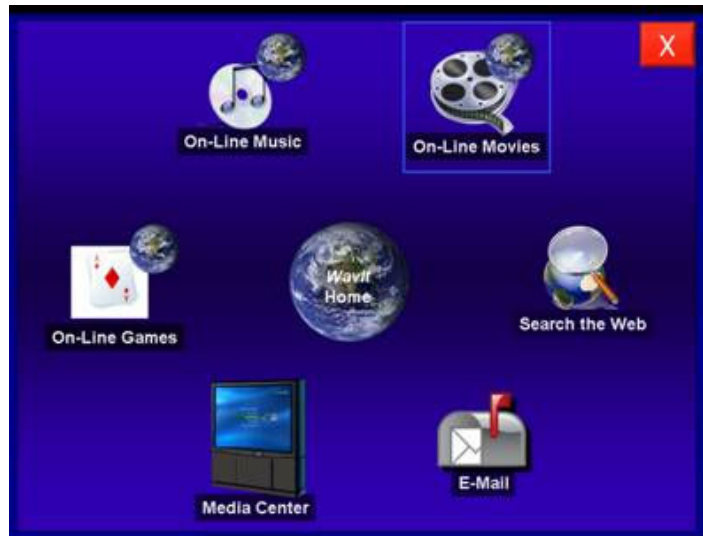 X
On-Line Music
On-Line Movies
On-Line Games
WavIt
Home
Search the Web
Media Center
E-Mail